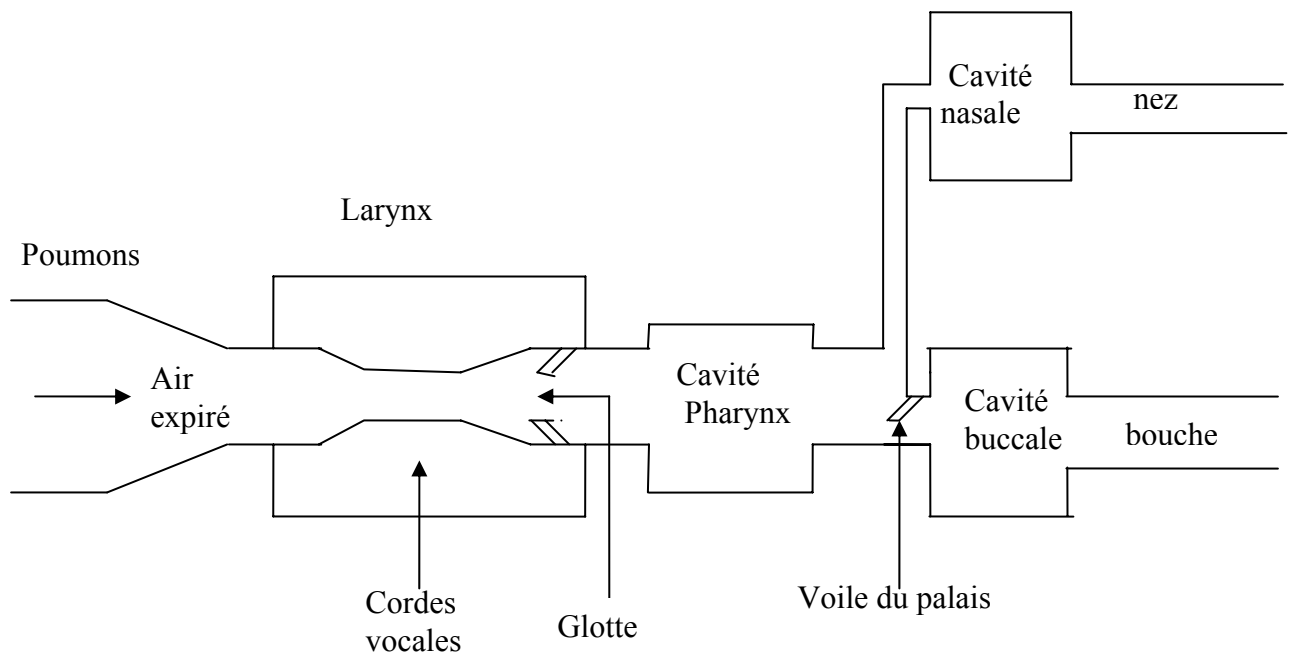 Cavité
nasale
nez
Larynx
Poumons
Air
expiré
Cavité
Pharynx
Cavité
buccale
bouche
Cordes
vocales
Glotte
Voile du palais